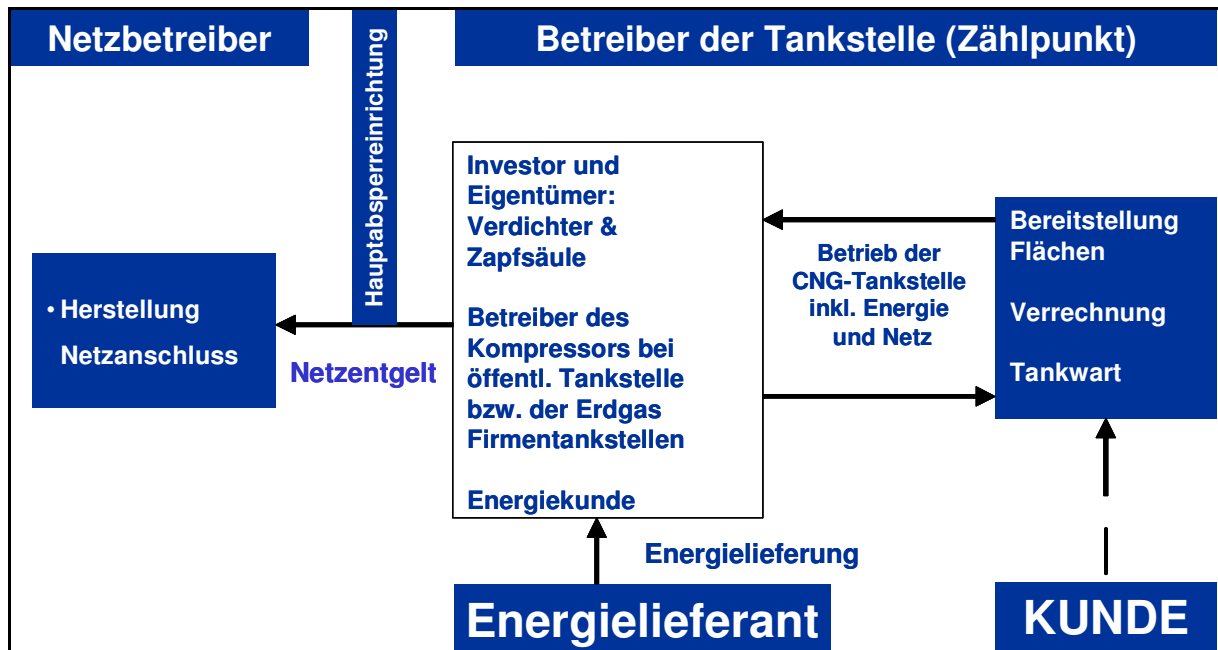 Netzbetreiber
Hauptabsperreinrichtung
Betreiber der Tankstelle (Zählpunkt)
• Herstellung
Netzanschluss
Netzentgelt
Investor und
Eigentümer:
Verdichter &
Zapfsäule
Betreiber des
Kompressors bei
öffentl. Tankstelle
bzw. der Erdgas
Firmentankstellen
Energiekunde
Betrieb der
CNG-Tankstelle
inkl. Energie
und Netz
Bereitstellung
Flächen
Verrechnung
Tankwart
Energielieferung
Energielieferant
KUNDE